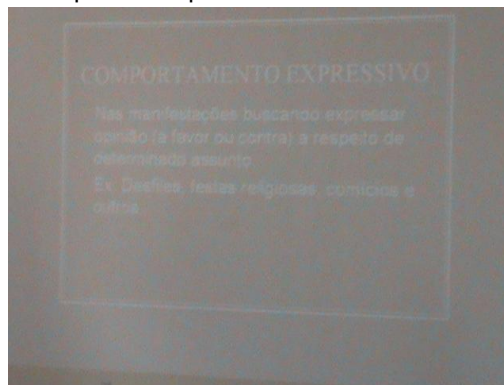 COMPORTAMENTO EXPRESSIVO
Nas manifestações buscando expressar
opinião (a favor ou contra) a respeito de
determinado assunto
Ex. Desfiles, festas religiosas, comícios e